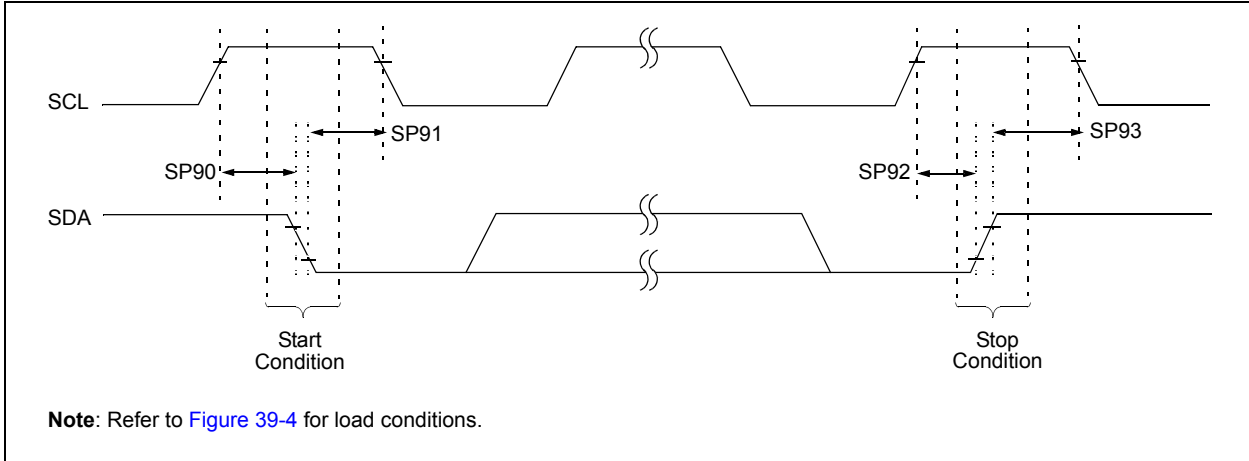 SCL
SP91
SP93
SP90
SP92
SDA
Start
Condition
Stop
Condition
Note: Refer to Figure 39-4 for load conditions.